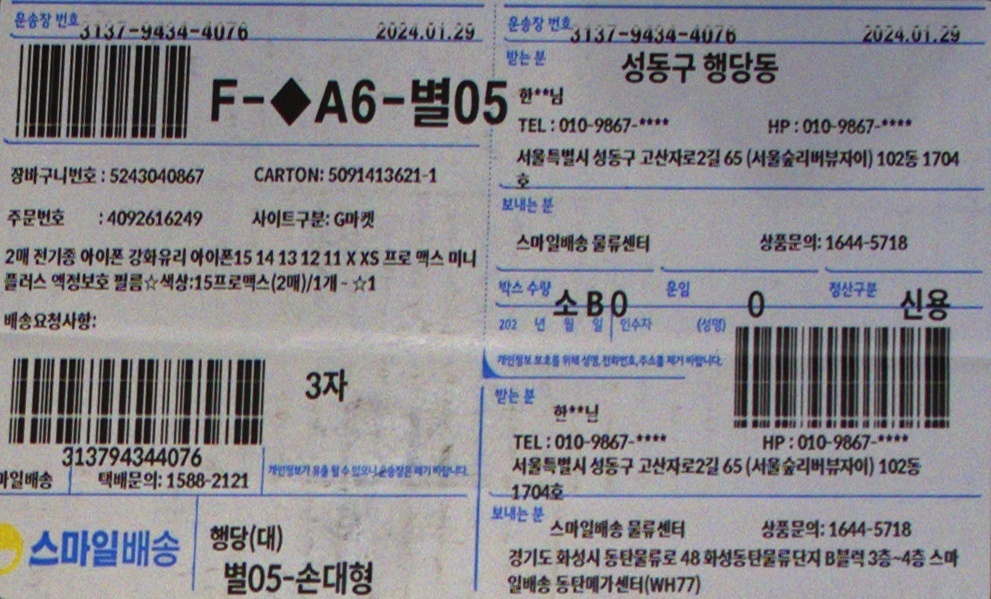 운송장 번호 3137-9434-4076 2024.01.29
F-◆A6-별05
장바구니번호 : 5243040867 CARTON: 5091413621-1
주문번호 : 4092616249 사이트구분: G마켓
2매 전기종 아이폰 강화유리 아이폰15 14 13 12 11 X XS 프로 맥스 미니
플러스 액정보호 필름☆색상:15프로맥스(2매)/1개 - ☆1
배송요청사항:
3자
313794344076
마일배송 택배문의: 1588-2121
개인정보가 유출 될 수 있으니 운송장은 폐기 바랍니다.
스마일배송
행당(대)
별05-손대형
운송장 번호 3137-9434-4076 2024.01.29
받는 분 성동구 행당동
한**님
TEL : 010-9867-**** HP : 010-9867-****
서울특별시 성동구 고산자로2길 65 (서울숲리버뷰자이) 102동 1704
호
보내는 분
스마일배송 물류센터 상품문의: 1644-5718
박스 수량 소 B 0 운임 0 정산구분 신용
202 년 월 일 인수자 (성명)
개인정보 보호를 위해 성명, 전화번호, 주소를 폐기 바랍니다.
받는 분
한**님
TEL : 010-9867-**** HP : 010-9867-****
서울특별시 성동구 고산자로2길 65 (서울숲리버뷰자이) 102동
1704호
보내는 분
스마일배송 물류센터 상품문의: 1644-5718
경기도 화성시 동탄물류로 48 화성동탄물류단지 B블럭 3층~4층 스마
일배송 동탄메가센터(WH77)